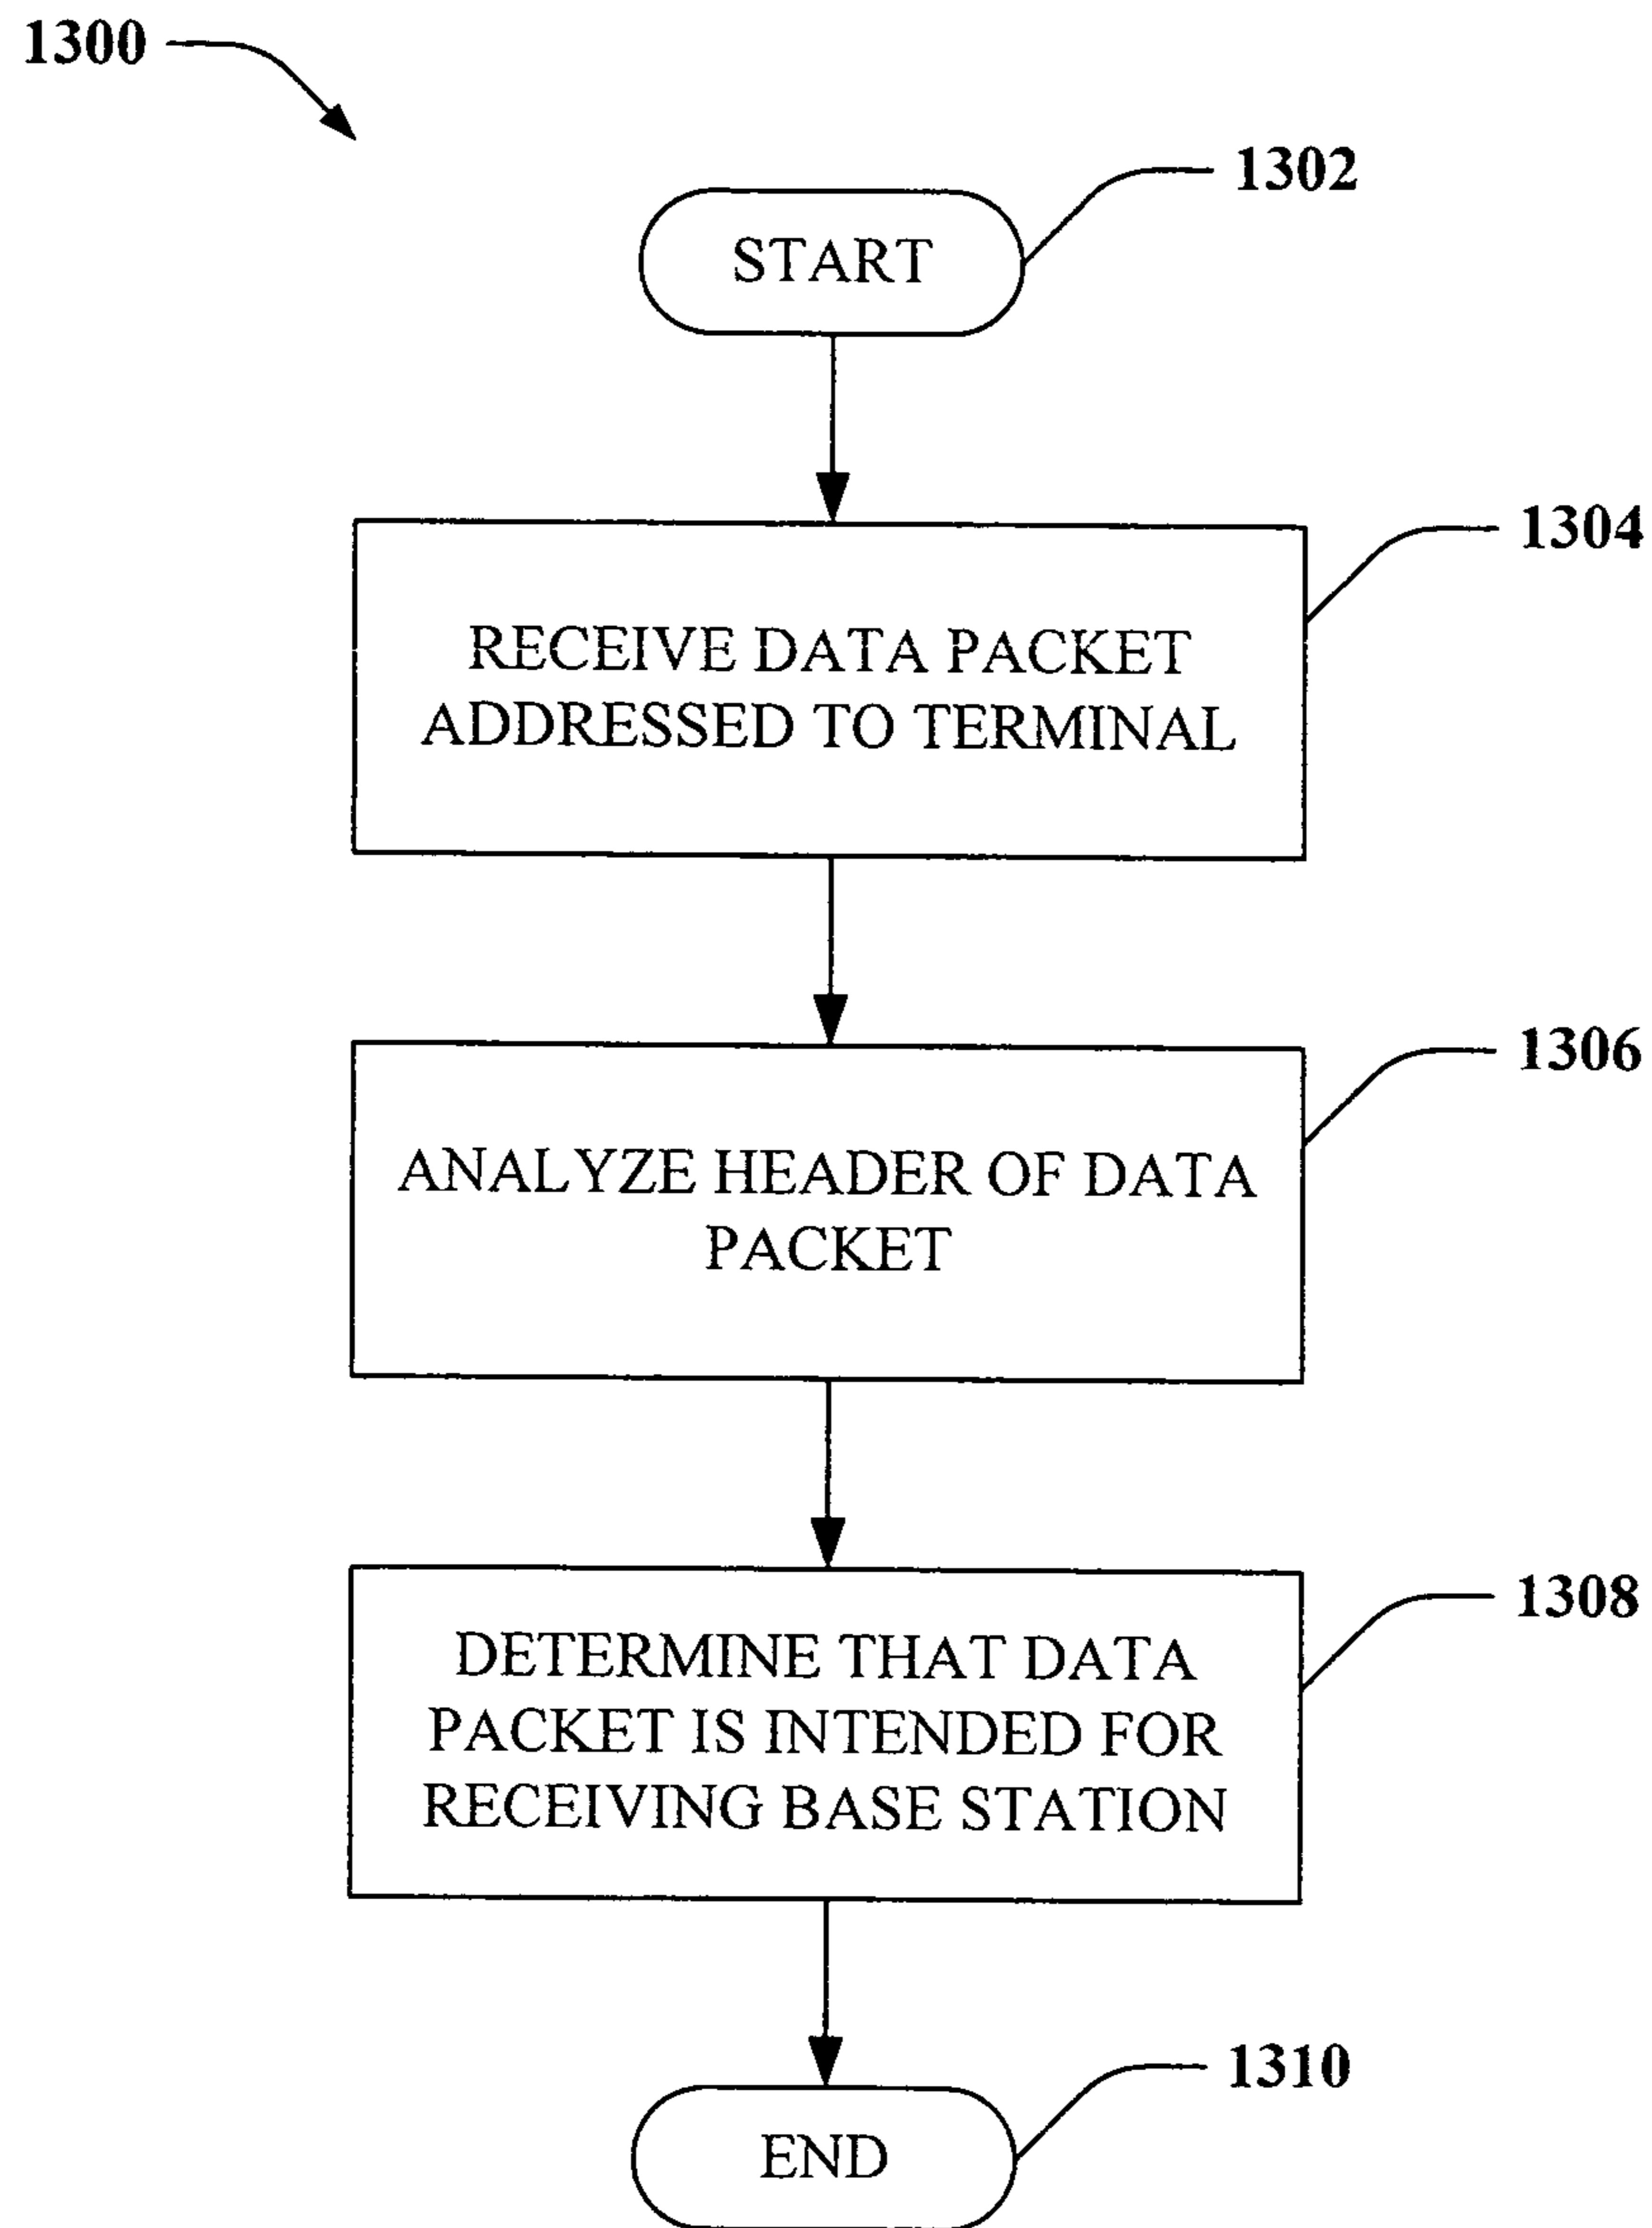 1300
1302
START
1304
RECEIVE DATA PACKET
ADDRESSED TO TERMINAL
1306
ANALYZE HEADER OF DATA
PACKET
1308
DETERMINE THAT DATA
PACKET IS INTENDED FOR
RECEIVING BASE STATION
1310
END